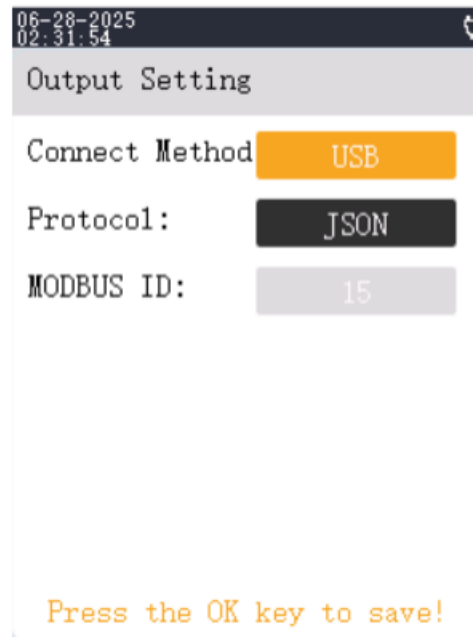 06-28-2025
02:31:54
Output Setting
Connect Method USB
Protocol: JSON
MODBUS ID: 15
Press the OK key to save!